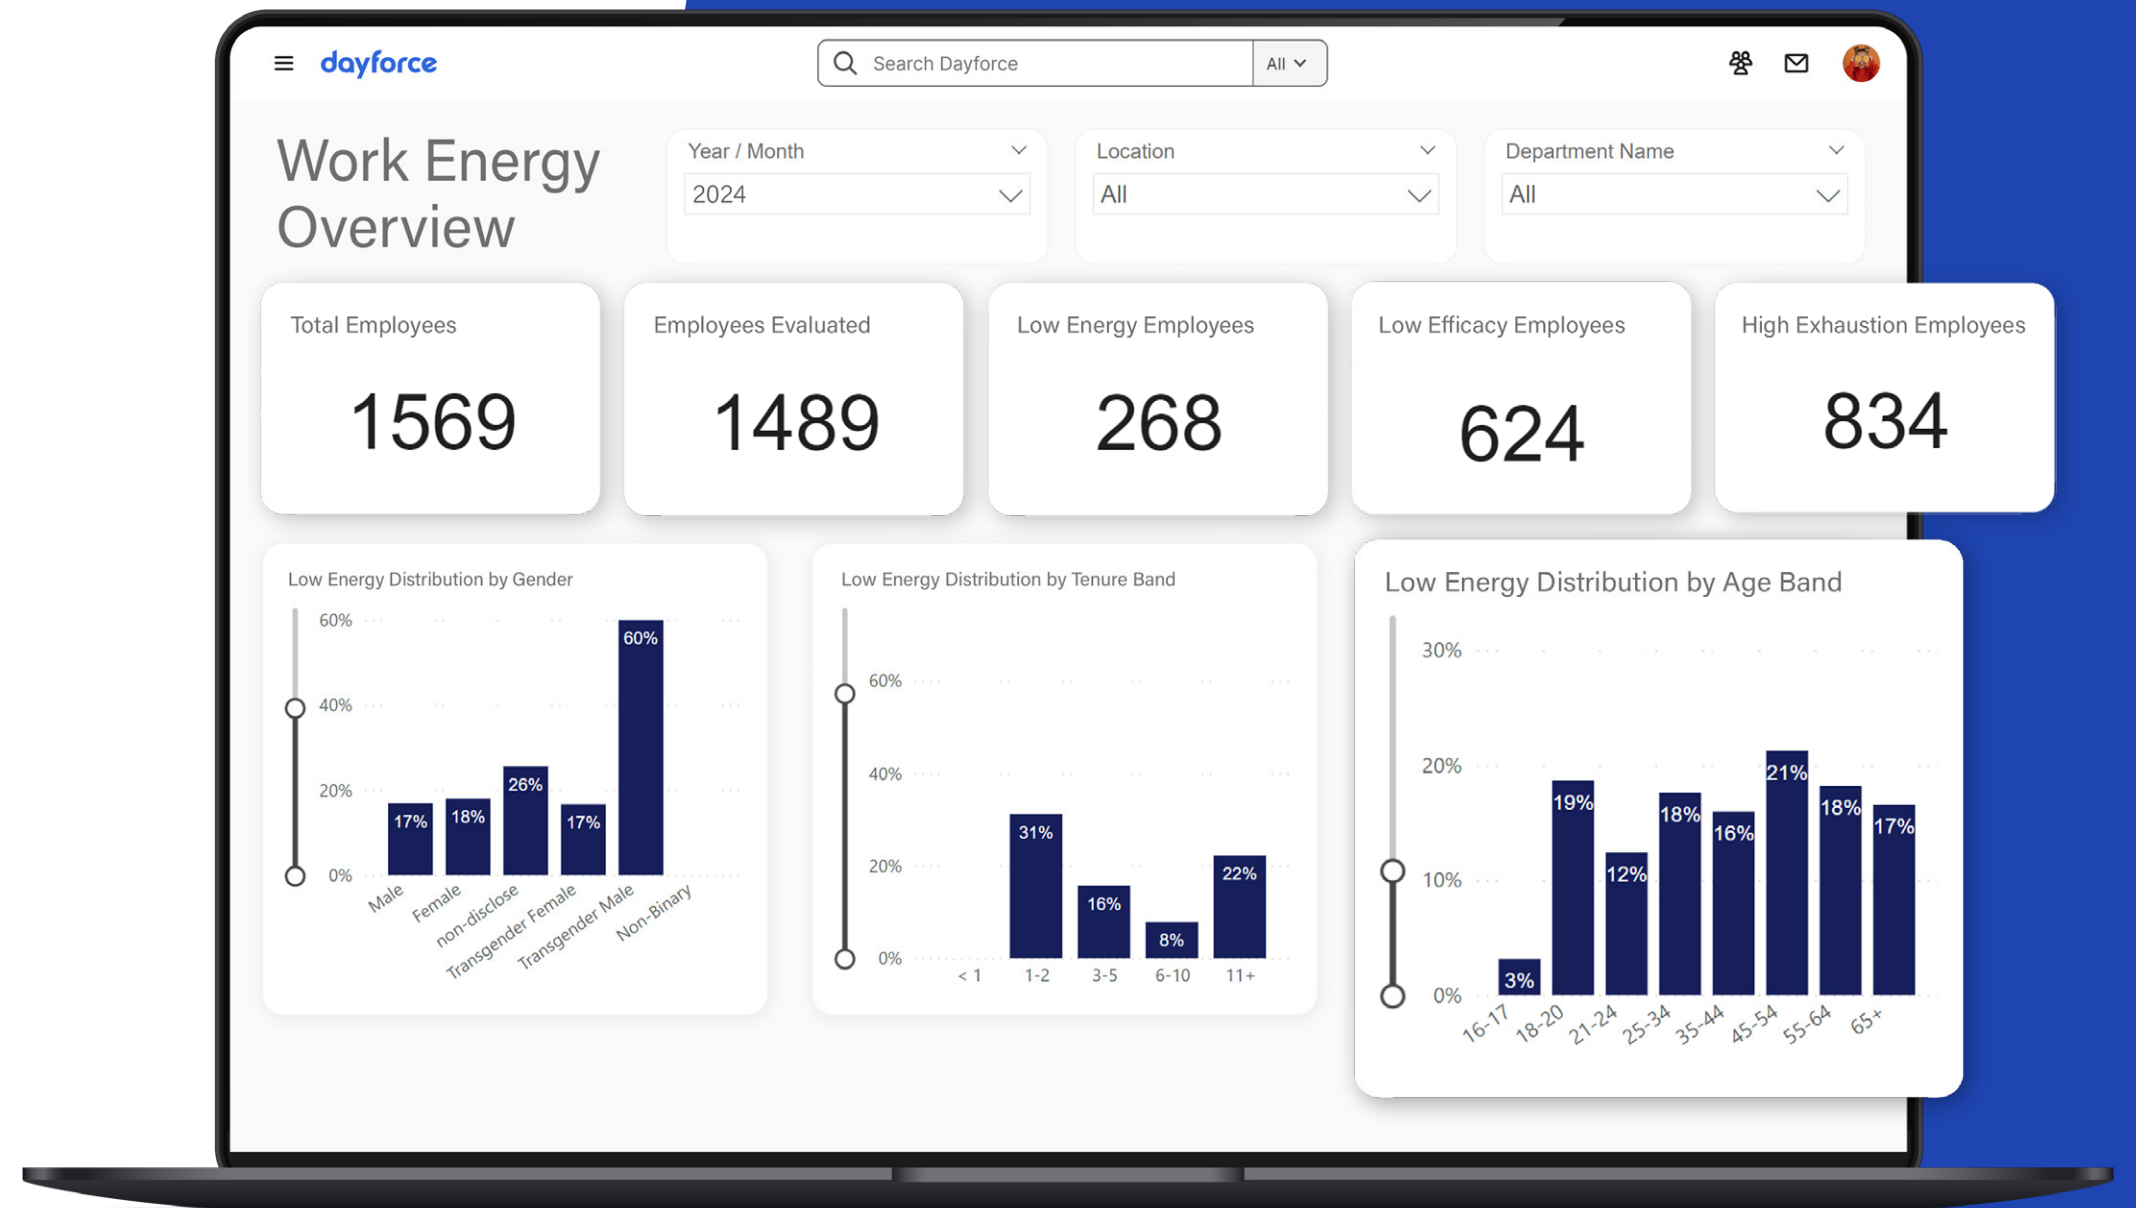 dayforce
Search Dayforce
All
Work Energy
Overview
Year / Month
2024
Location
All
Department Name
All
Total Employees
1569
Employees Evaluated
1489
Low Energy Employees
268
Low Efficacy Employees
624
High Exhaustion Employees
834
Low Energy Distribution by Gender
60%
40%
20%
0%
17%
18%
26%
17%
60%
Male
Female
non-disclose
Transgender Female
Transgender Male
Non-Binary
Low Energy Distribution by Tenure Band
60%
40%
20%
0%
31%
16%
8%
22%
< 1
1-2
3-5
6-10
11+
Low Energy Distribution by Age Band
30%
20%
10%
0%
3%
19%
12%
18%
16%
21%
18%
17%
16-17
18-20
21-24
25-34
35-44
45-54
55-64
65+